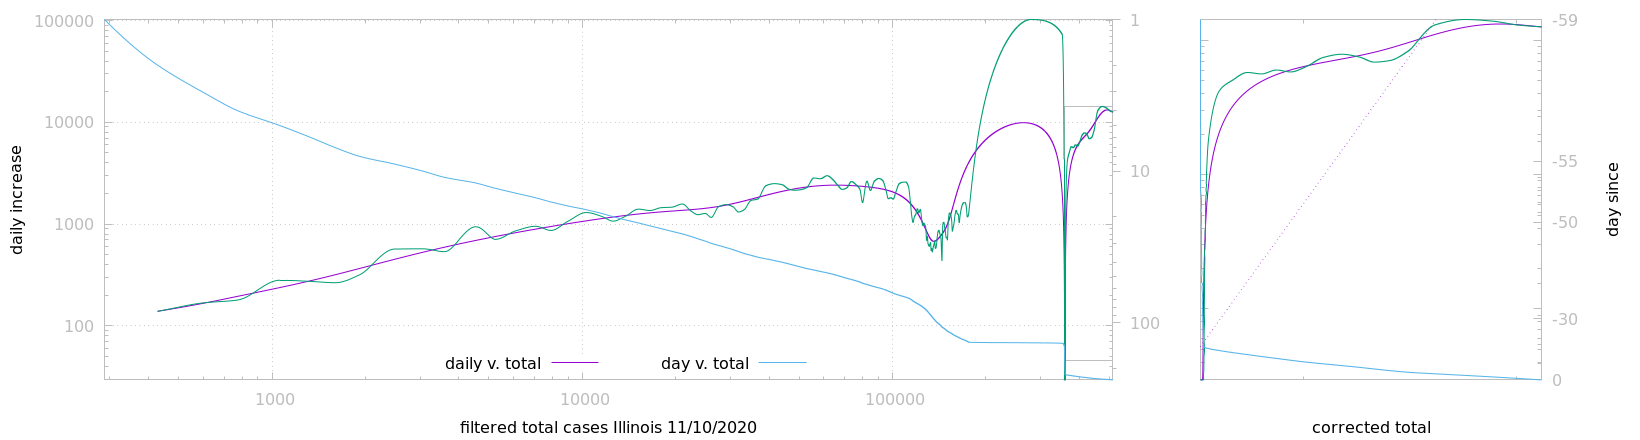 100000
10000
1000
100
daily increase
1000
10000
100000
filtered total cases Illinois 11/10/2020
daily v. total
day v. total
1
10
100
-59
-55
-50
-30
0
day since
corrected total